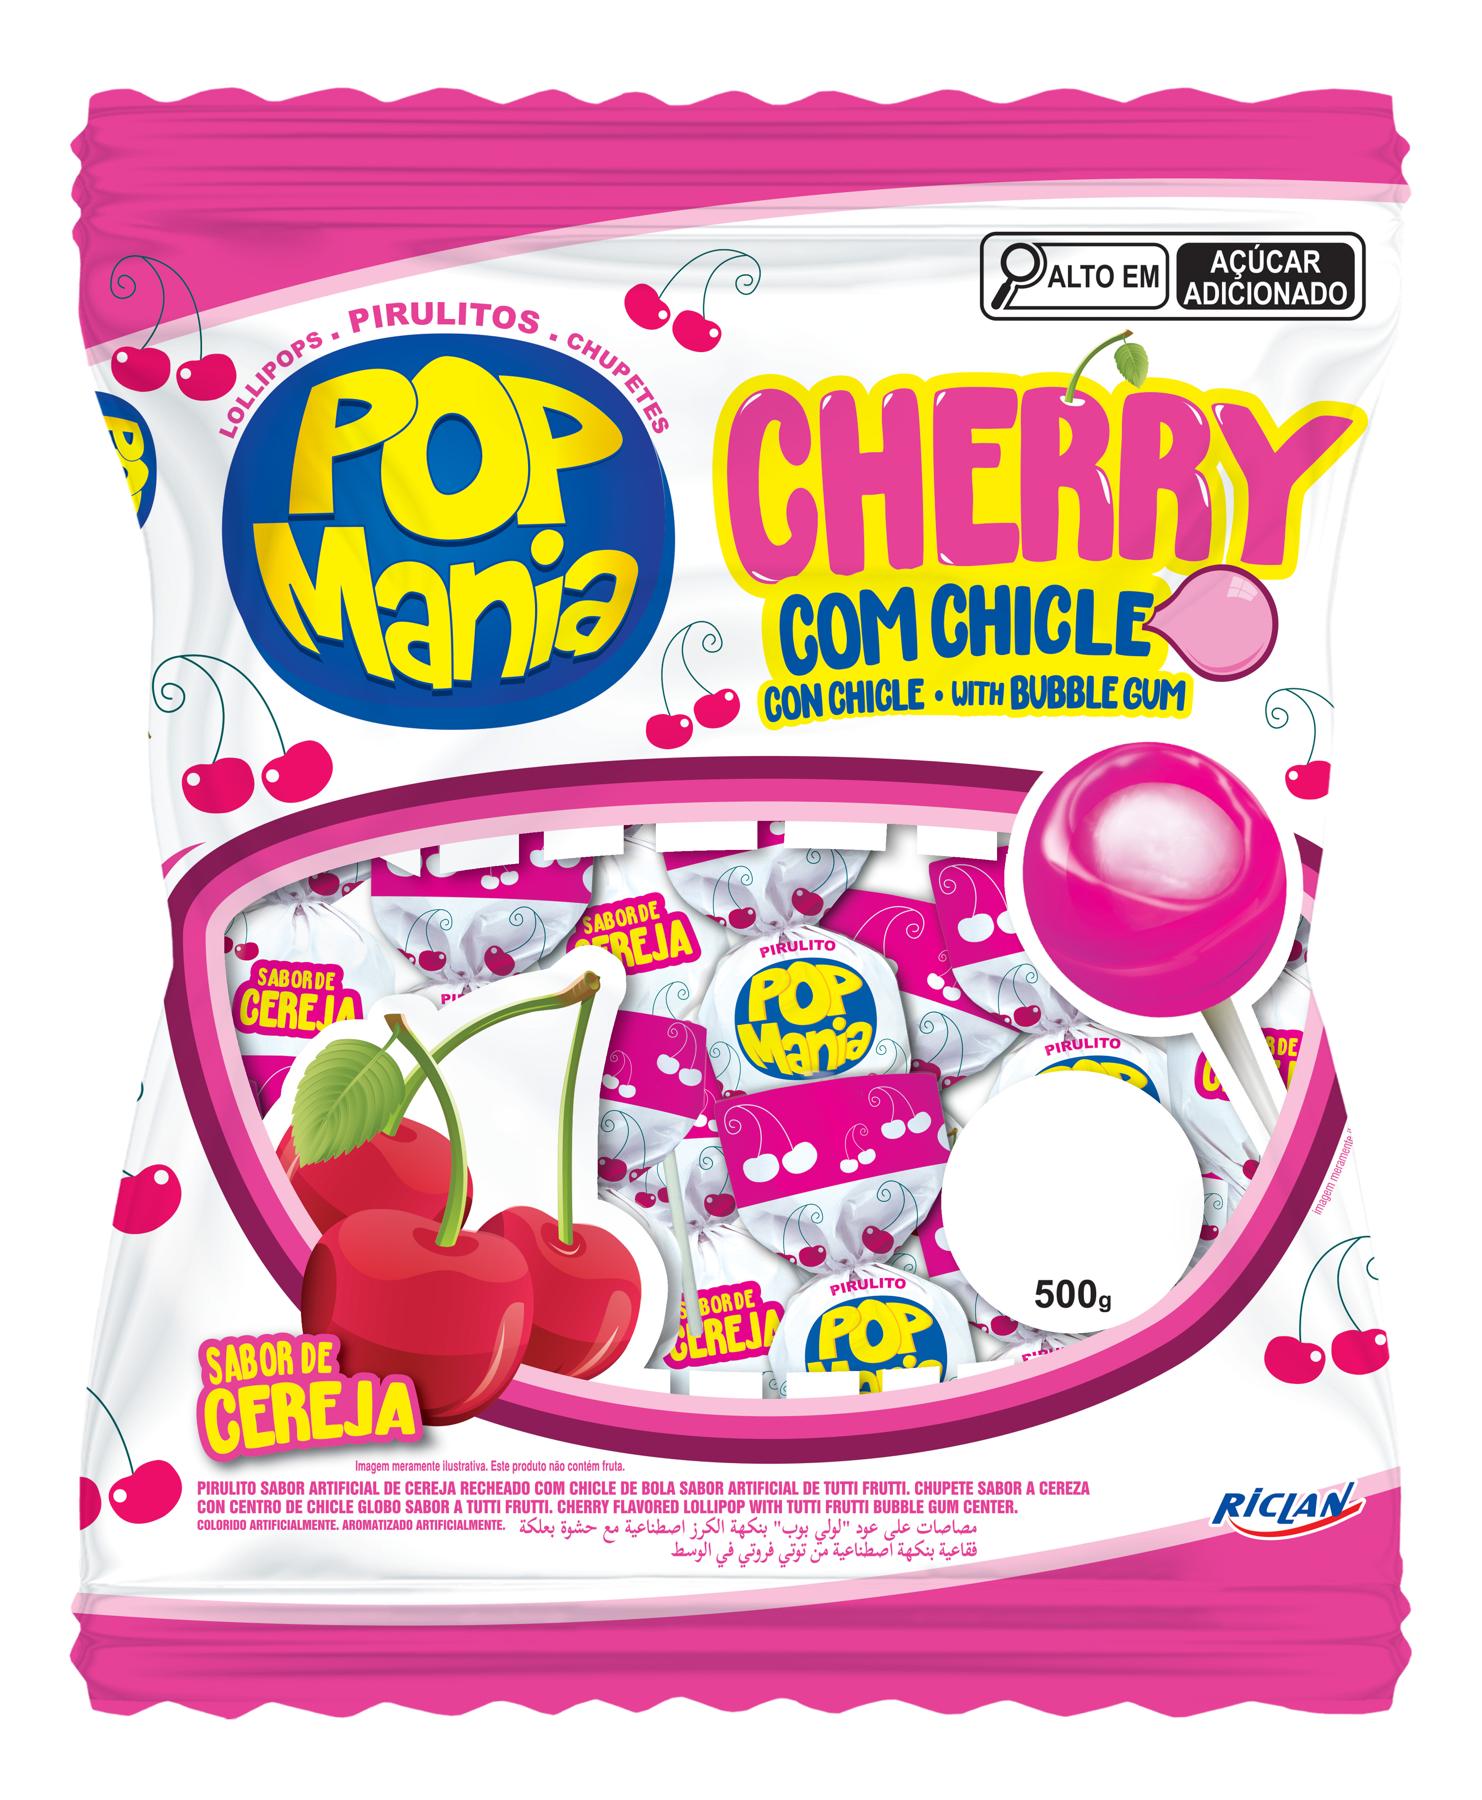 ALTO EM
AÇÚCAR
ADICIONADO
LOLLIPOPS . PIRULITOS . CHUPETES
POP
Mania
CHERRY
COM CHICLE
CON CHICLE • WITH BUBBLE GUM
SABOR DE
CEREJA
SABOR DE
CEREJA
PIRULITO
POP
Mania
PIRULITO
PIRULITO
POP
Mania
500g
imagem meramente
SABOR DE
CEREJA
Imagem meramente ilustrativa. Este produto não contém fruta.
PIRULITO SABOR ARTIFICIAL DE CEREJA RECHEADO COM CHICLE DE BOLA SABOR ARTIFICIAL DE TUTTI FRUTTI. CHUPETE SABOR A CEREZA
CON CENTRO DE CHICLE GLOBO SABOR A TUTTI FRUTTI. CHERRY FLAVORED LOLLIPOP WITH TUTTI FRUTTI BUBBLE GUM CENTER.
COLORIDO ARTIFICIALMENTE. AROMATIZADO ARTIFICIALMENTE.
مصاصات على عود "لولي بوب" بنكهة الكرز اصطناعية مع حشوة بعلكة
فقاعية بنكهة اصطناعية من توتي فروتي في الوسط
RICLAN